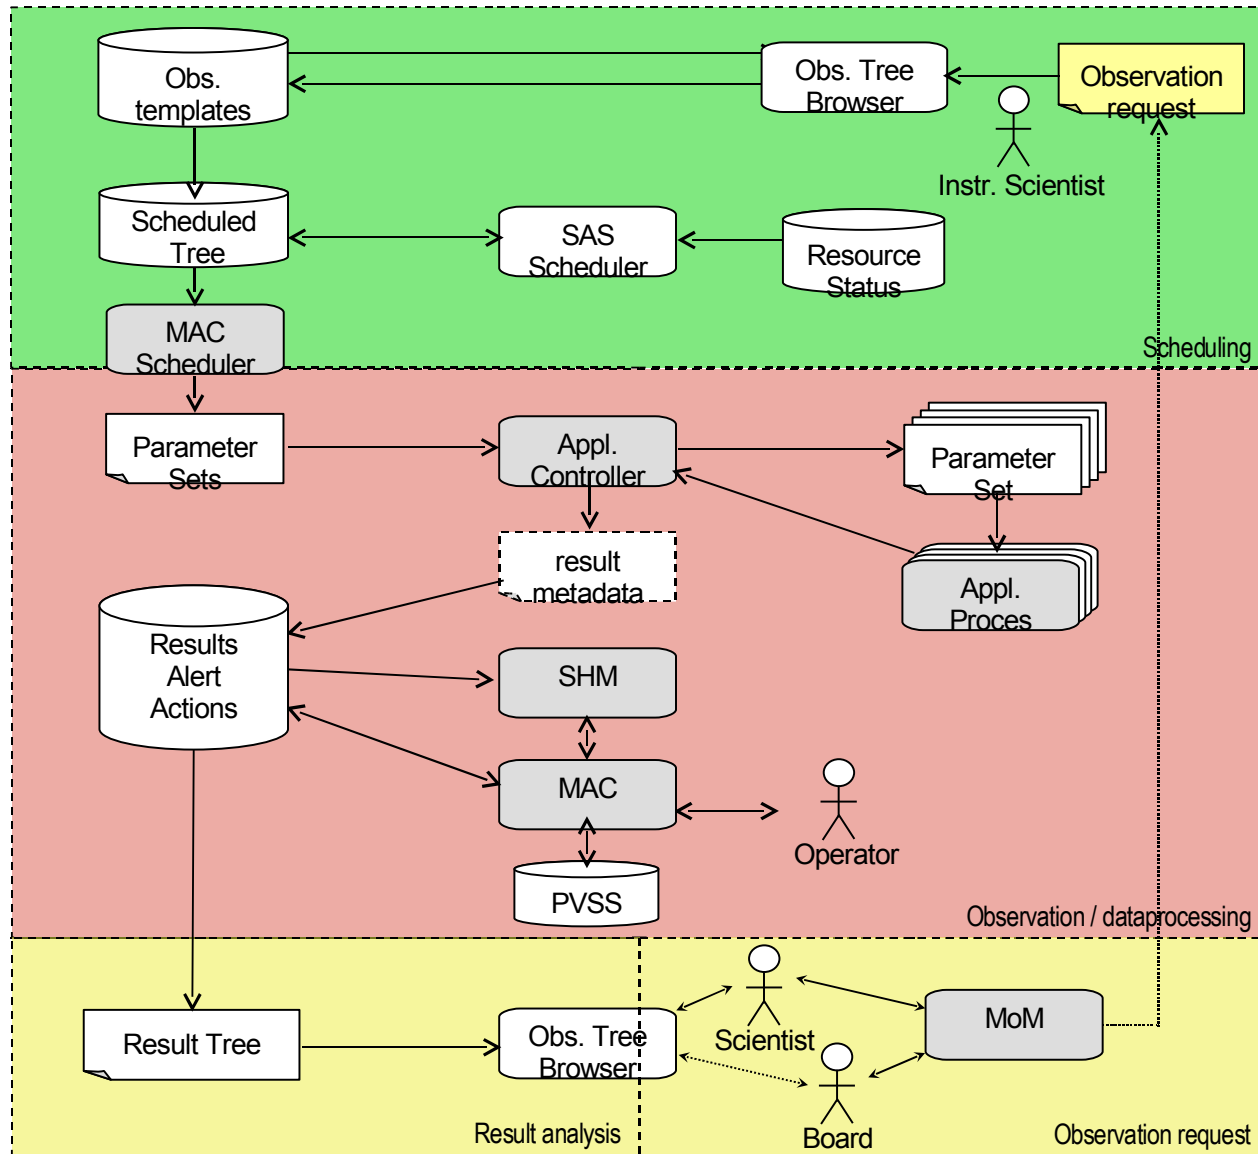 Obs.
templates
Obs. Tree
Browser
Observation
request
Instr. Scientist
Scheduled
Tree
SAS
Scheduler
Resource
Status
MAC
Scheduler
Scheduling
Parameter
Sets
Appl.
Controller
Parameter
Set
result
metadata
Appl.
Proces
Results
Alert
Actions
SHM
MAC
Operator
PVSS
Observation / dataprocessing
Result Tree
Obs. Tree
Browser
Scientist
MoM
Board
Result analysis
Observation request